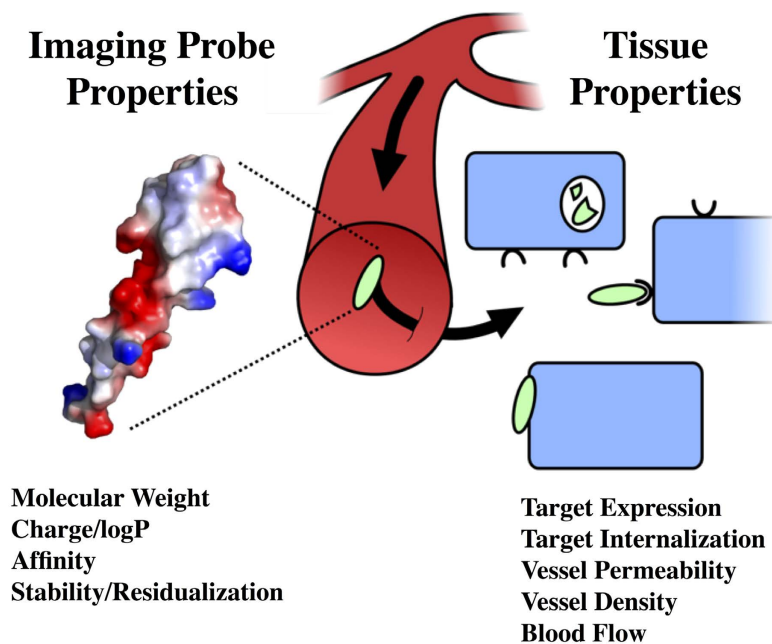 Imaging Probe
Properties
Tissue
Properties
Molecular Weight
Charge/logP
Affinity
Stability/Residualization
Target Expression
Target Internalization
Vessel Permeability
Vessel Density
Blood Flow